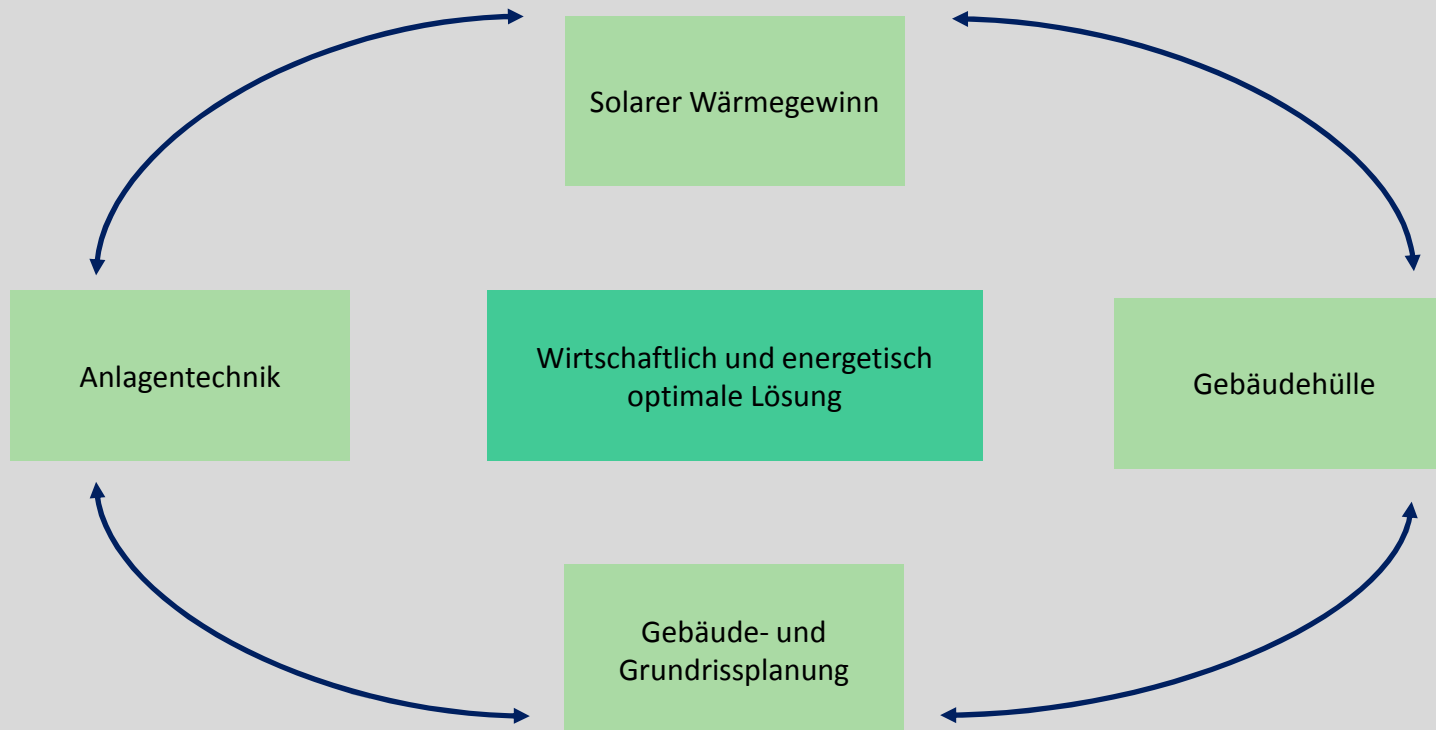 Solarer Wärmegewinn
Anlagentechnik
Wirtschaftlich und energetisch
optimale Lösung
Gebäudehülle
Gebäude- und
Grundrissplanung